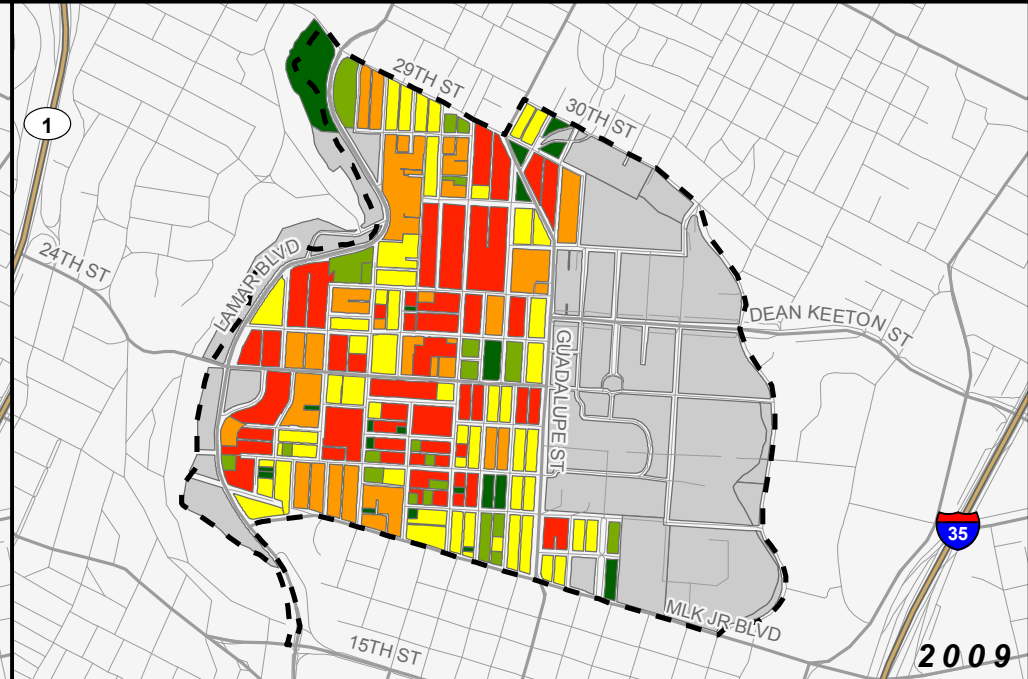 29TH ST
30TH ST
1
24TH ST
LAMAR BLVD
DEAN KEETON ST
GUADALUPE ST
35
MLK JR BLVD
15TH ST
2009